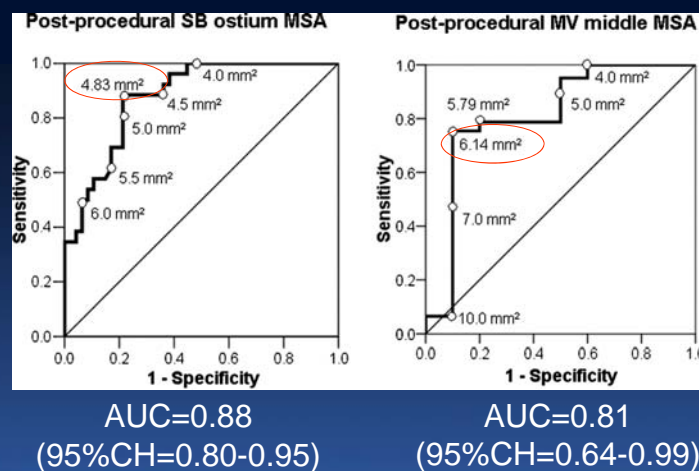 Post-procedural SB ostium MSA
1.0
0.8
0.6
0.4
0.2
0.0
Sensitivity
4.83 mm²
4.0 mm²
4.5 mm²
5.0 mm²
5.5 mm²
6.0 mm²
0.0 0.2 0.4 0.6 0.8 1.0
1 - Specificity
AUC=0.88
(95%CH=0.80-0.95)
Post-procedural MV middle MSA
1.0
0.8
0.6
0.4
0.2
0.0
Sensitivity
4.0 mm²
5.79 mm²
5.0 mm²
6.14 mm²
7.0 mm²
10.0 mm²
0.0 0.2 0.4 0.6 0.8 1.0
1 - Specificity
AUC=0.81
(95%CH=0.64-0.99)